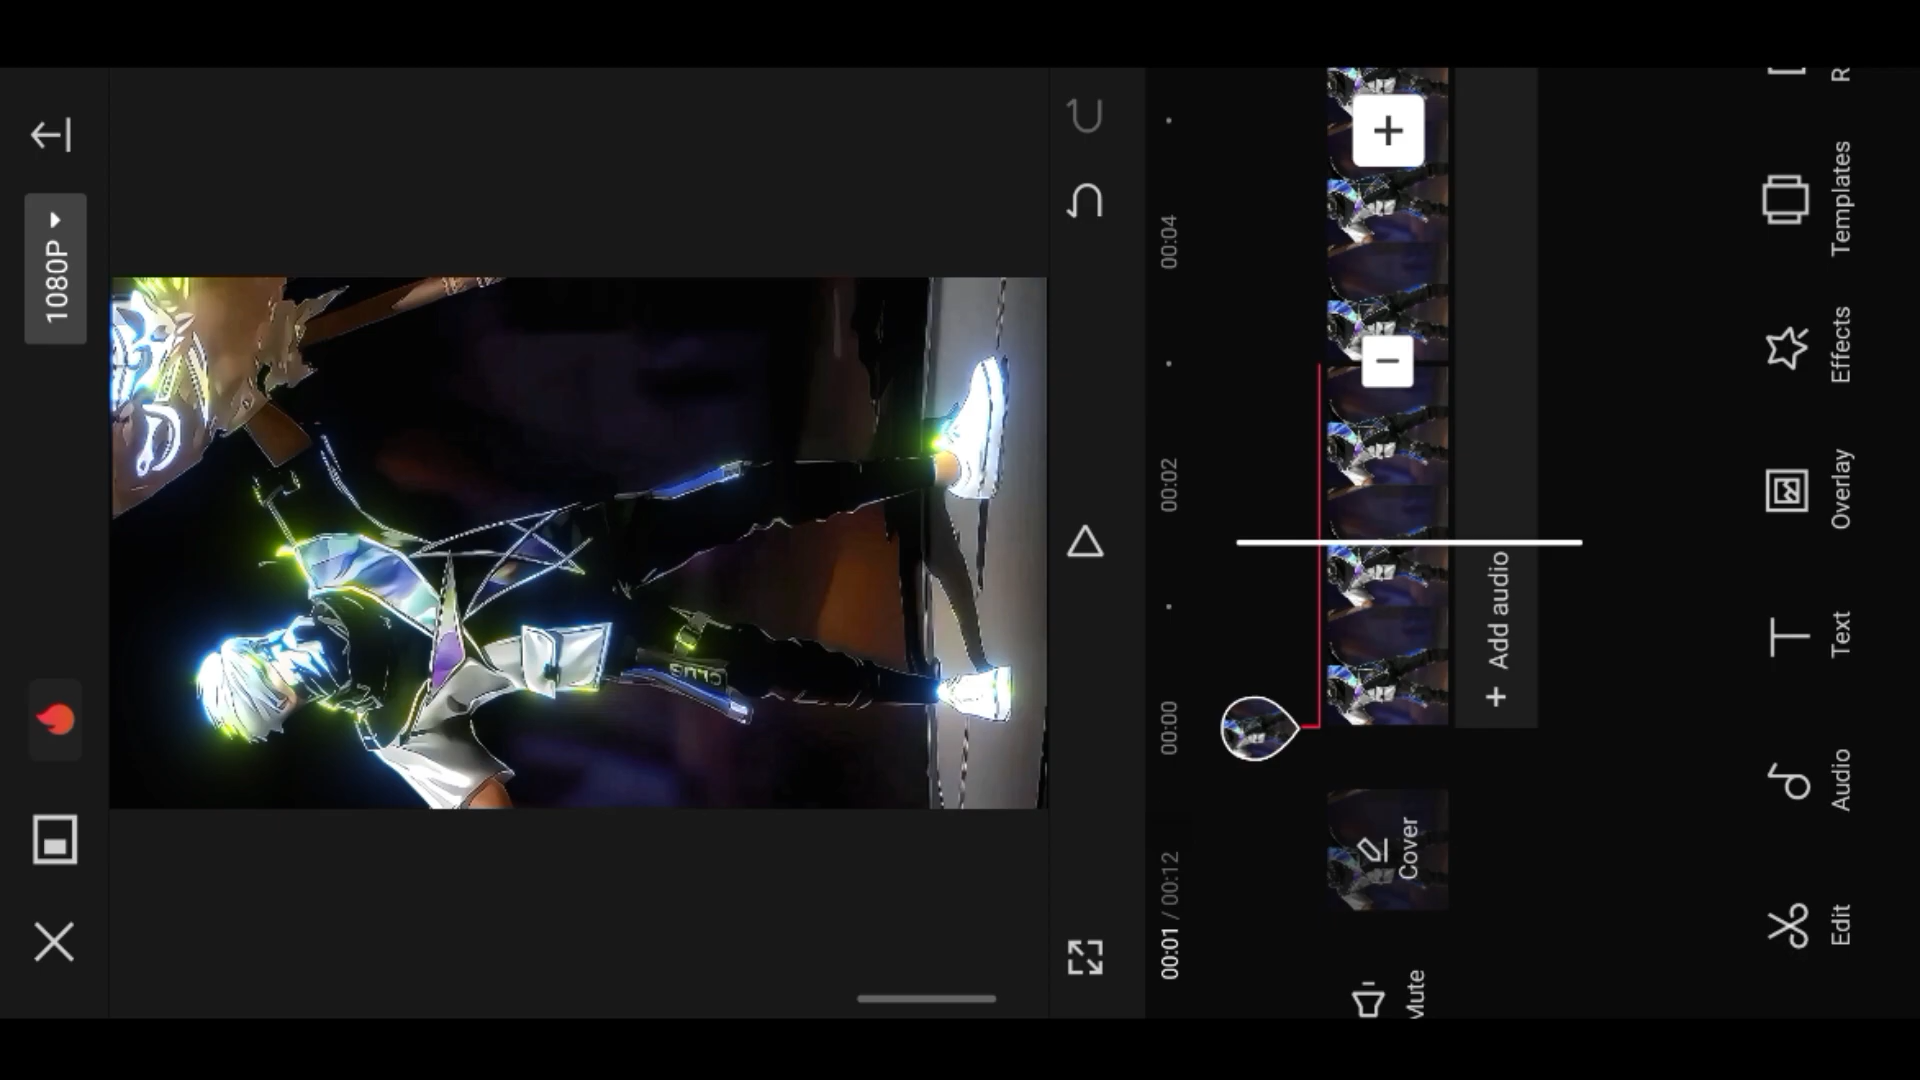 1080P
00:01 / 00:12
00:00
00:02
00:04
Mute
Cover
+ Add audio
Edit
Audio
Text
Overlay
Effects
Templates
R